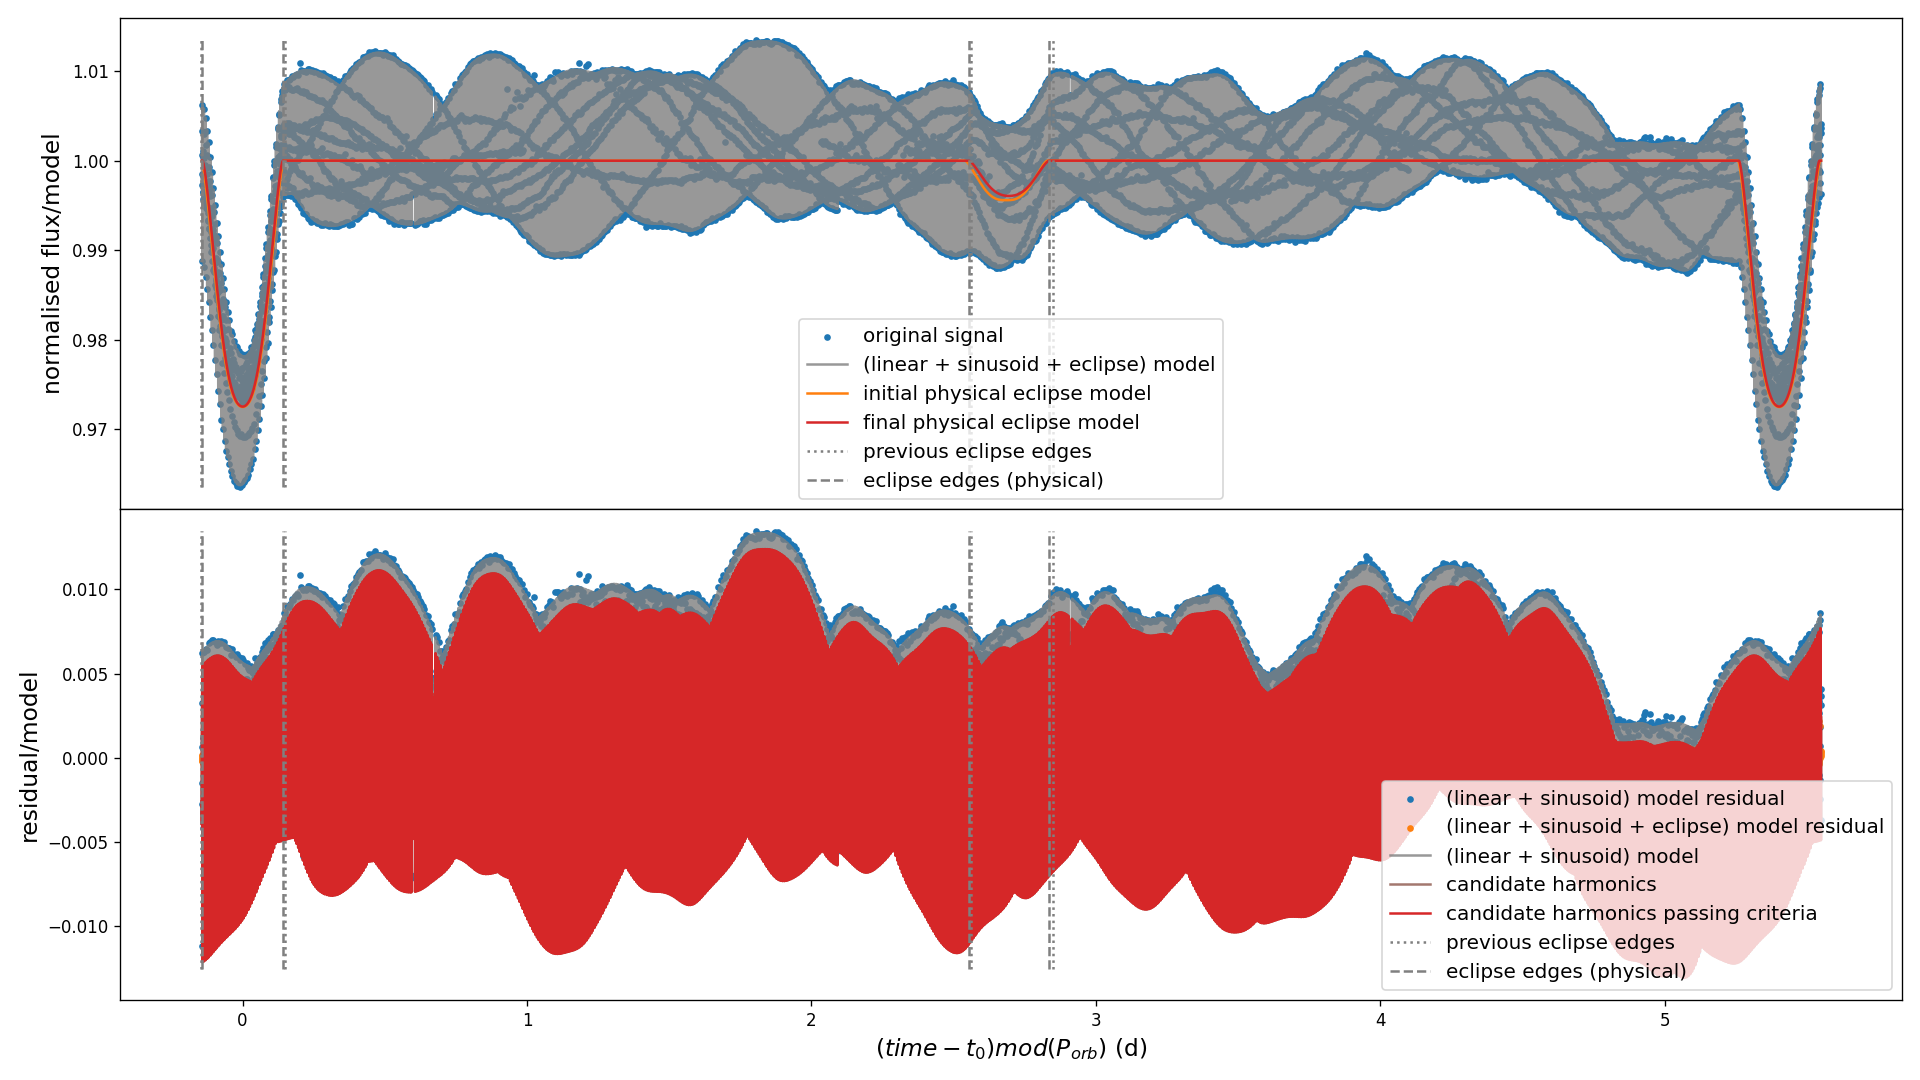 normalised flux/model
1.01
1.00
0.99
0.98
0.97
original signal
(linear + sinusoid + eclipse) model
initial physical eclipse model
final physical eclipse model
previous eclipse edges
eclipse edges (physical)
residual/model
0.010
0.005
0.000
−0.005
−0.010
(linear + sinusoid) model residual
(linear + sinusoid + eclipse) model residual
(linear + sinusoid) model
candidate harmonics
candidate harmonics passing criteria
previous eclipse edges
eclipse edges (physical)
0 1 2 3 4 5
(time − t₀)mod(P_orb) (d)